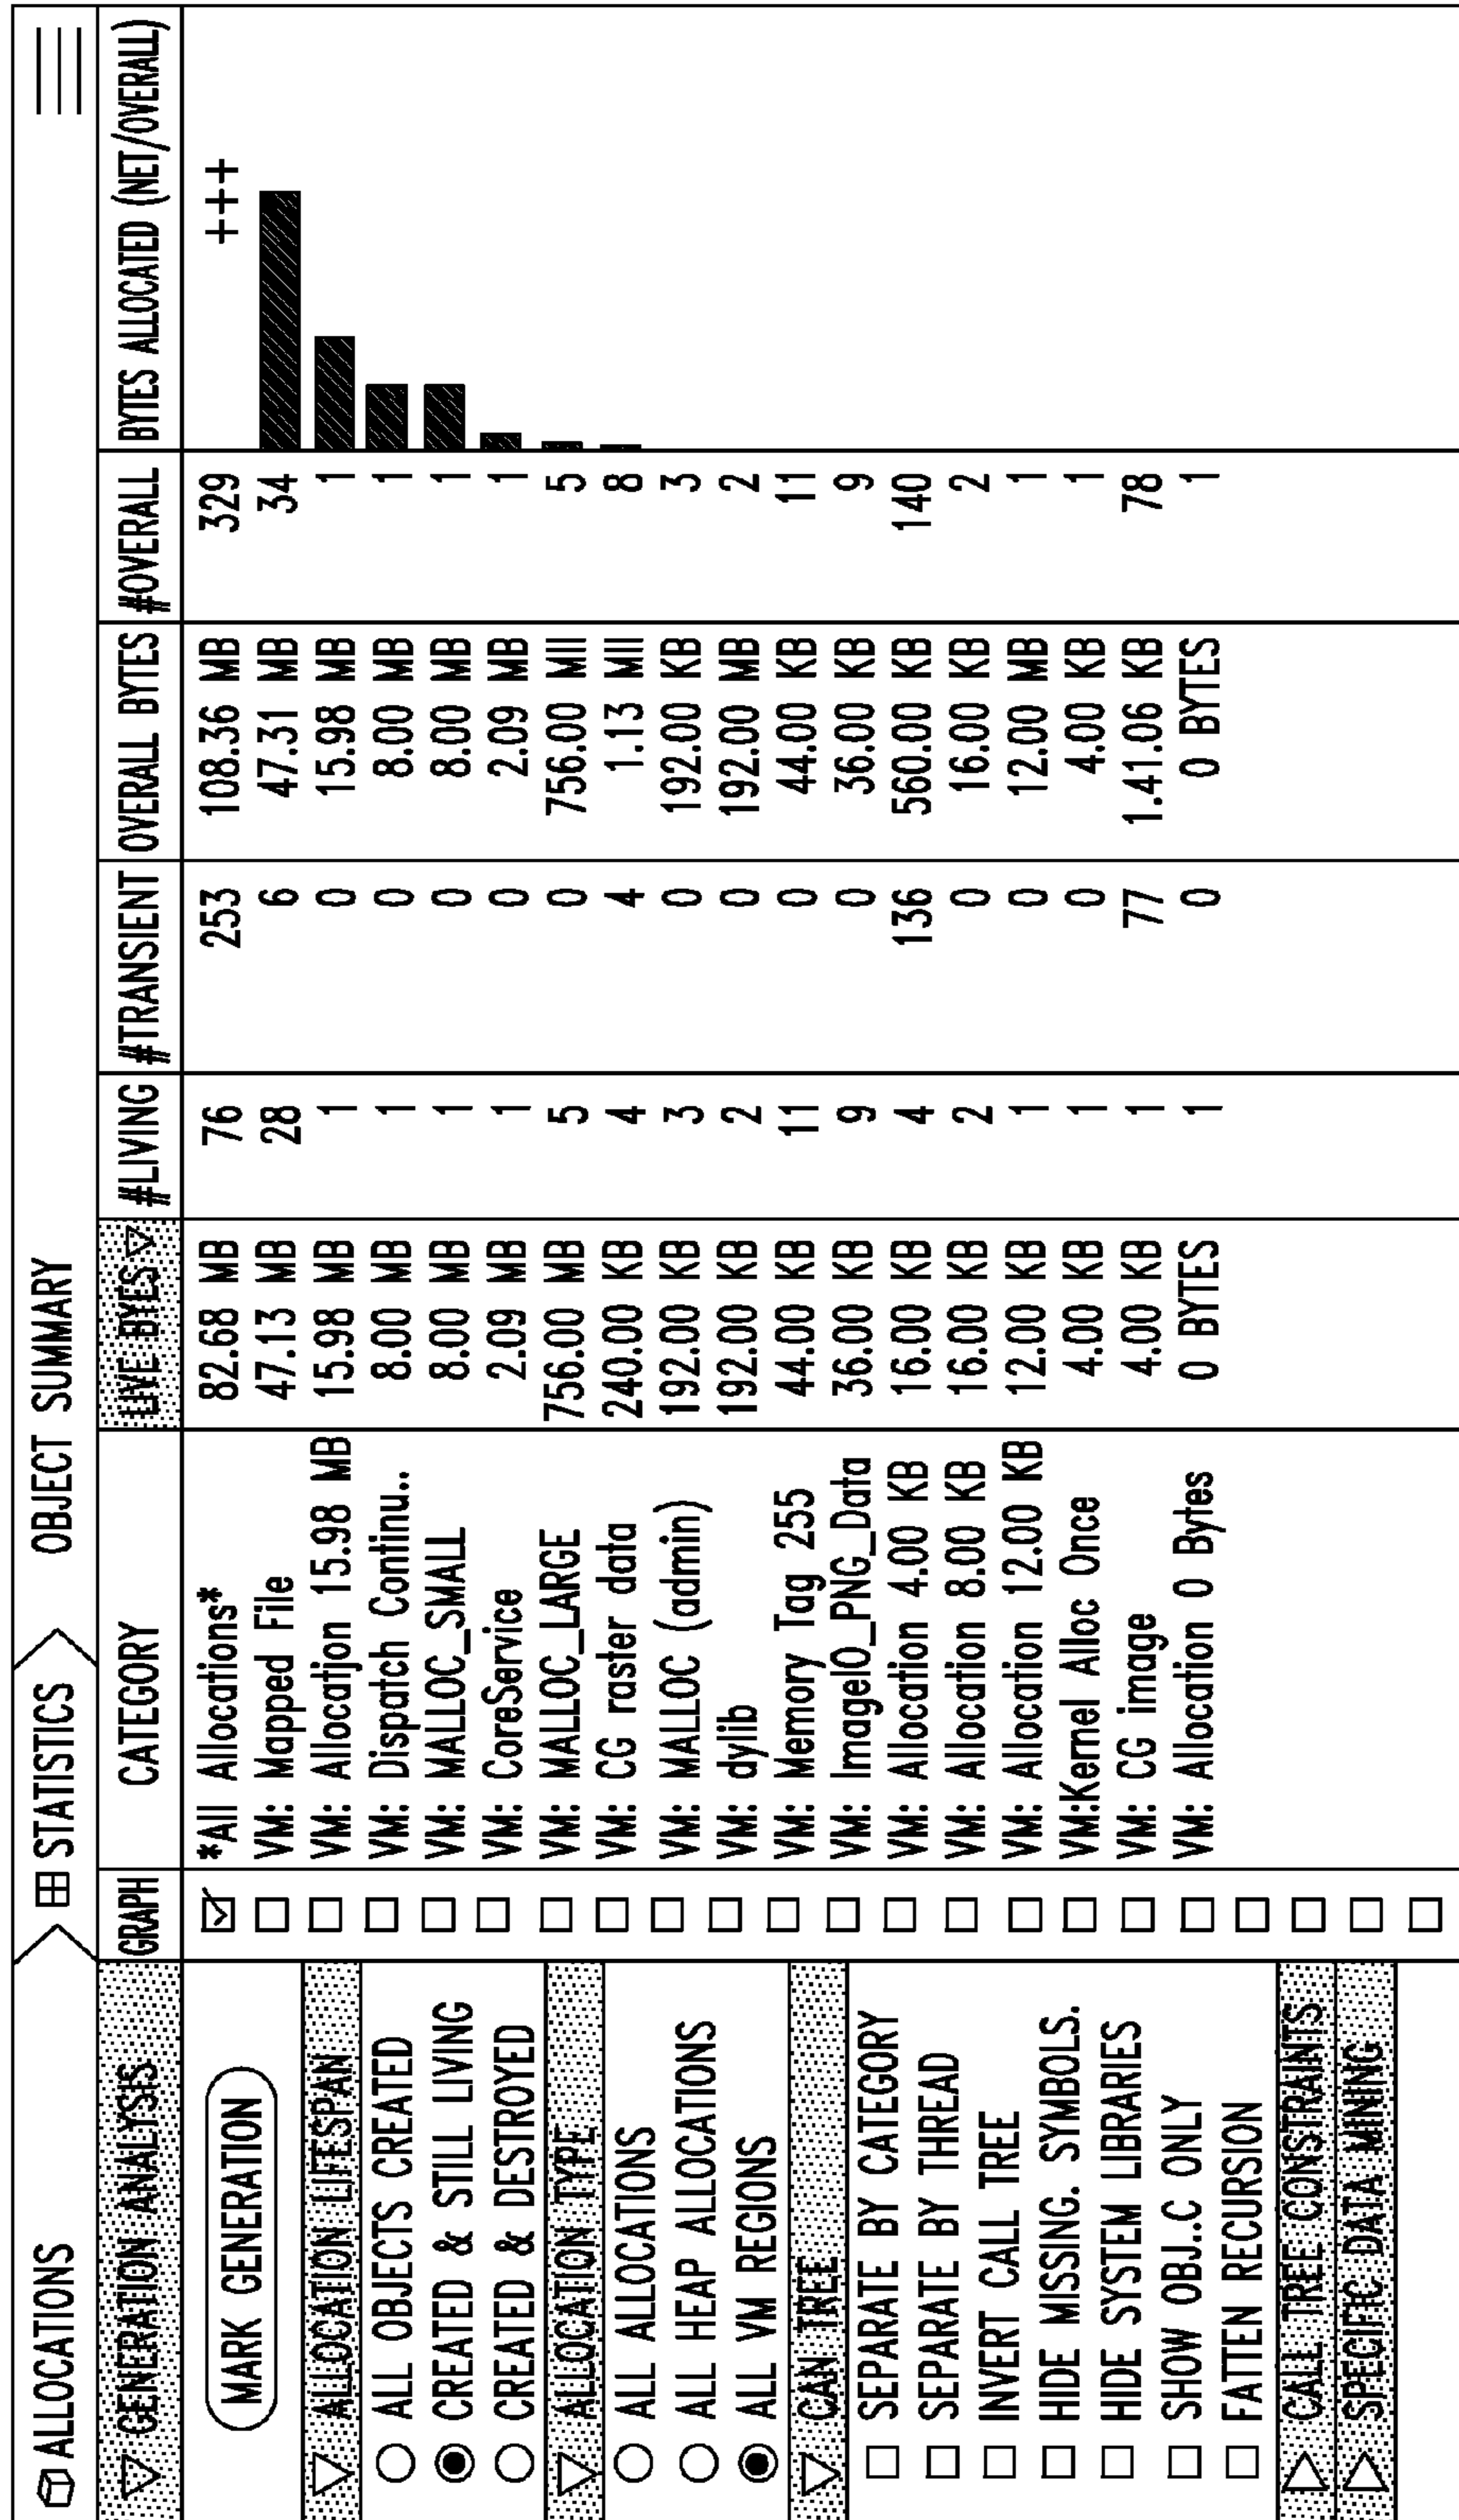 ALLOCATIONS STATISTICS OBJECT SUMMARY
GENERATION ANALYSIS
MARK GENERATION
ALLOCATION LIFESPAN
ALL OBJECTS CREATED
CREATED & STILL LIVING
CREATED & DESTROYED
ALLOCATION TYPE
ALL ALLOCATIONS
ALL HEAP ALLOCATIONS
ALL VM REGIONS
CAN TREE
SEPARATE BY CATEGORY
SEPARATE BY THREAD
INVERT CALL TREE
HIDE MISSING. SYMBOLS.
HIDE SYSTEM LIBRARIES
SHOW OBJ..C ONLY
FATTEN RECURSION
CALL TREE CONSTRAINTS
SPECIFIC DATA MINING
GRAPH CATEGORY LIVE BYES #LIVING #TRANSIENT OVERALL BYTES #OVERALL BYTES ALLOCATED (NET/OVERALL)
*All Allocations* 82.68 MB 76 253 108.36 MB 329 +++
VM: Mapped File 47.13 MB 28 6 47.31 MB 34
VM: Allocation 15.98 MB 15.98 MB 1 0 15.98 MB 1
VM: Dispatch Continu.. 8.00 MB 1 0 8.00 MB 1
VM: MALLOC_SMALL 8.00 MB 1 0 8.00 MB 1
VM: CoreService 2.09 MB 1 0 2.09 MB 1
VM: MALLOC_LARGE 756.00 MB 5 0 756.00 MII 5
VM: CG raster data 240.00 KB 4 4 1.13 MII 8
VM: MALLOC (admin) 192.00 KB 3 0 192.00 KB 3
VM: dylib 192.00 KB 2 0 192.00 MB 2
VM: Memory Tag 255 44.00 KB 11 0 44.00 KB 11
VM: ImageIO_PNG_Data 36.00 KB 9 0 36.00 KB 9
VM: Allocation 4.00 KB 16.00 KB 4 136 560.00 KB 140
VM: Allocation 8.00 KB 16.00 KB 2 0 16.00 KB 2
VM: Allocation 12.00 KB 12.00 KB 1 0 12.00 MB 1
VM:Kernel Alloc Once 4.00 KB 1 0 4.00 KB 1
VM: CG image 4.00 KB 1 77 1.41.06 KB 78
VM: Allocation 0 Bytes 0 BYTES 1 0 0 BYTES 1